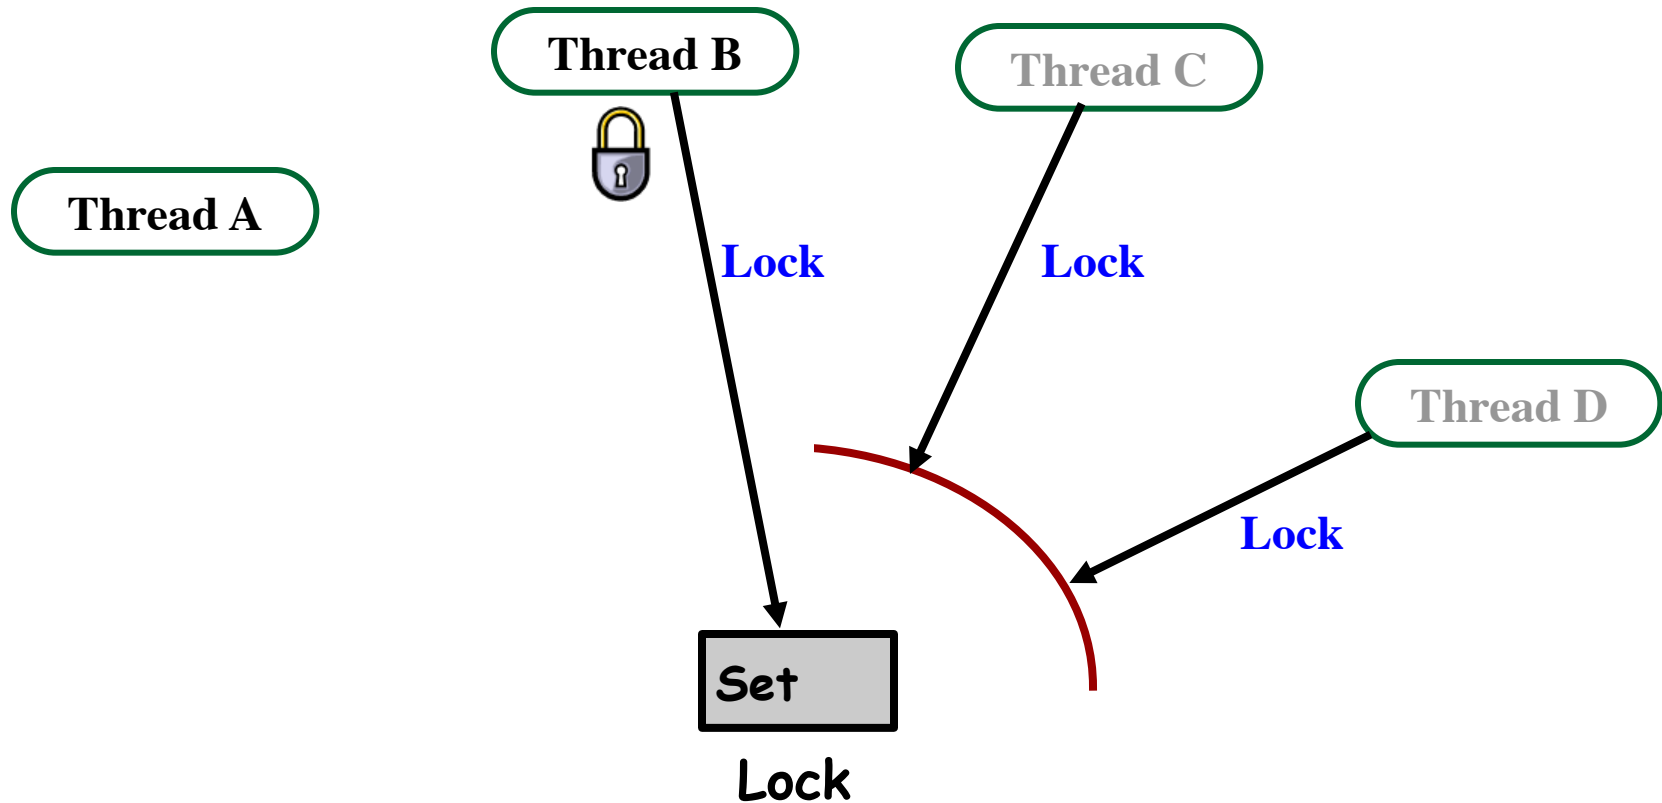 Thread B
Thread C
Thread A
Lock
Lock
Thread D
Lock
Set
Lock